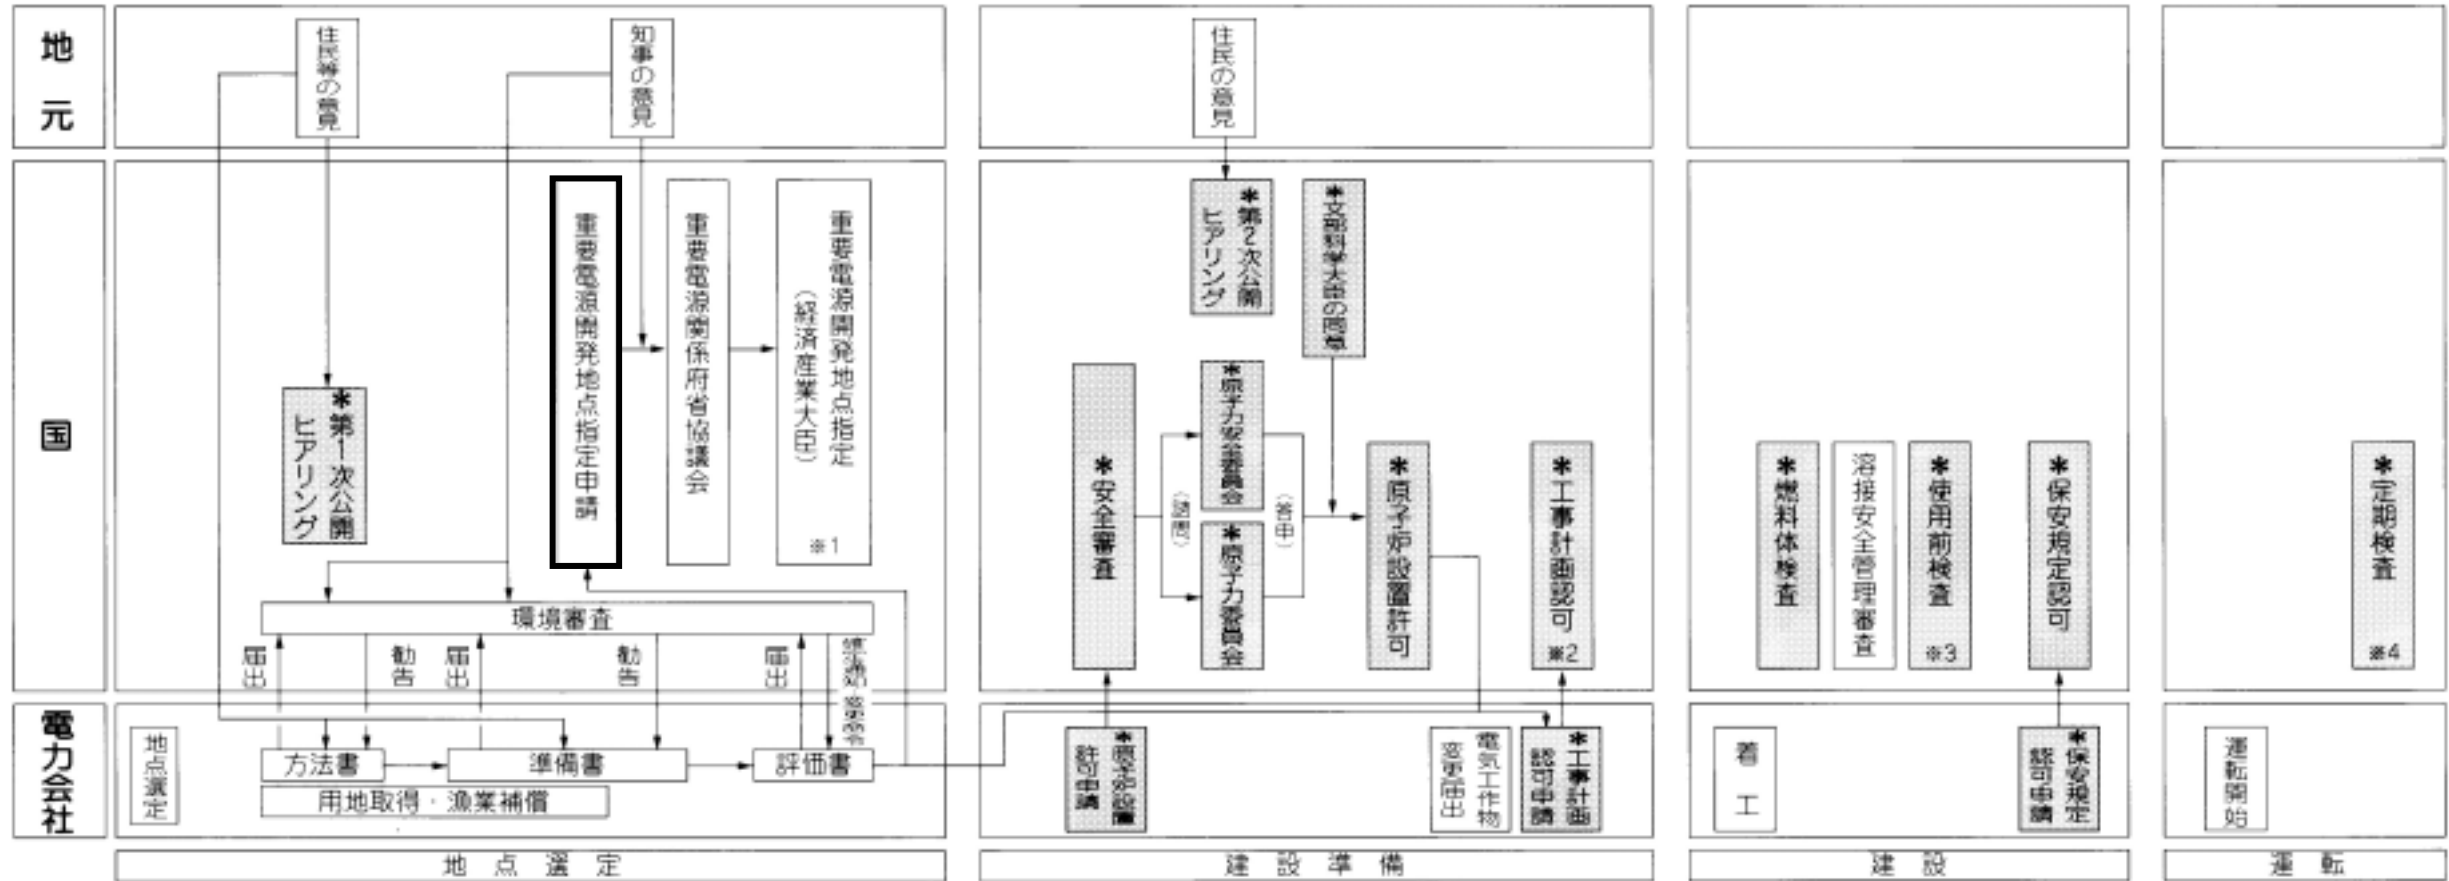 地元
住民等の意見
知事の意見
住民の意見
国
*第1次公開
ヒアリング
重要電源開発地点指定申請
重要電源関係府省協議会
重要電源開発地点指定
(経済産業大臣)
※1
環境審査
届出
勧告
届出
勧告
届出
*第2次公開
ヒアリング
*文部科学大臣の同意
*安全審査
(諮問)
*原子力安全委員会
*原子力委員会
(答申)
*原子炉設置許可
*工事計画認可
※2
*燃料体検査
溶接安全管理審査
*使用前検査
※3
*保安規定認可
*定期検査
※4
電力会社
地点選定
方法書
準備書
評価書
用地取得・漁業補償
*原子炉設置
許可申請
電気工作物
変更届出
*工事計画
認可申請
着工
*保安規定
認可申請
運転開始
地点選定
建設準備
建設
運転